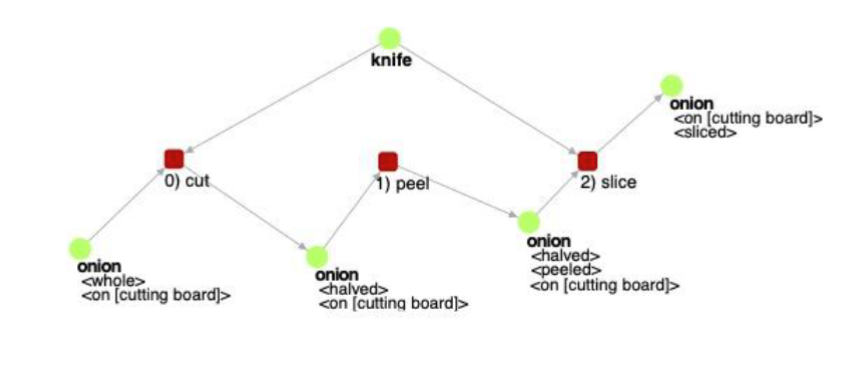 knife
onion
<on [cutting board]>
<sliced>
0) cut
1) peel
2) slice
onion
<whole>
<on [cutting board]>
onion
<halved>
<on [cutting board]>
onion
<halved>
<peeled>
<on [cutting board]>